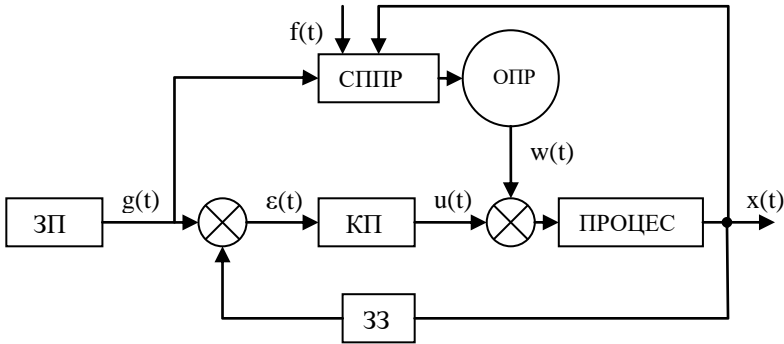 f(t)
СППР
ОПР
w(t)
ЗП
g(t)
ε(t)
КП
u(t)
ПРОЦЕС
x(t)
ЗЗ